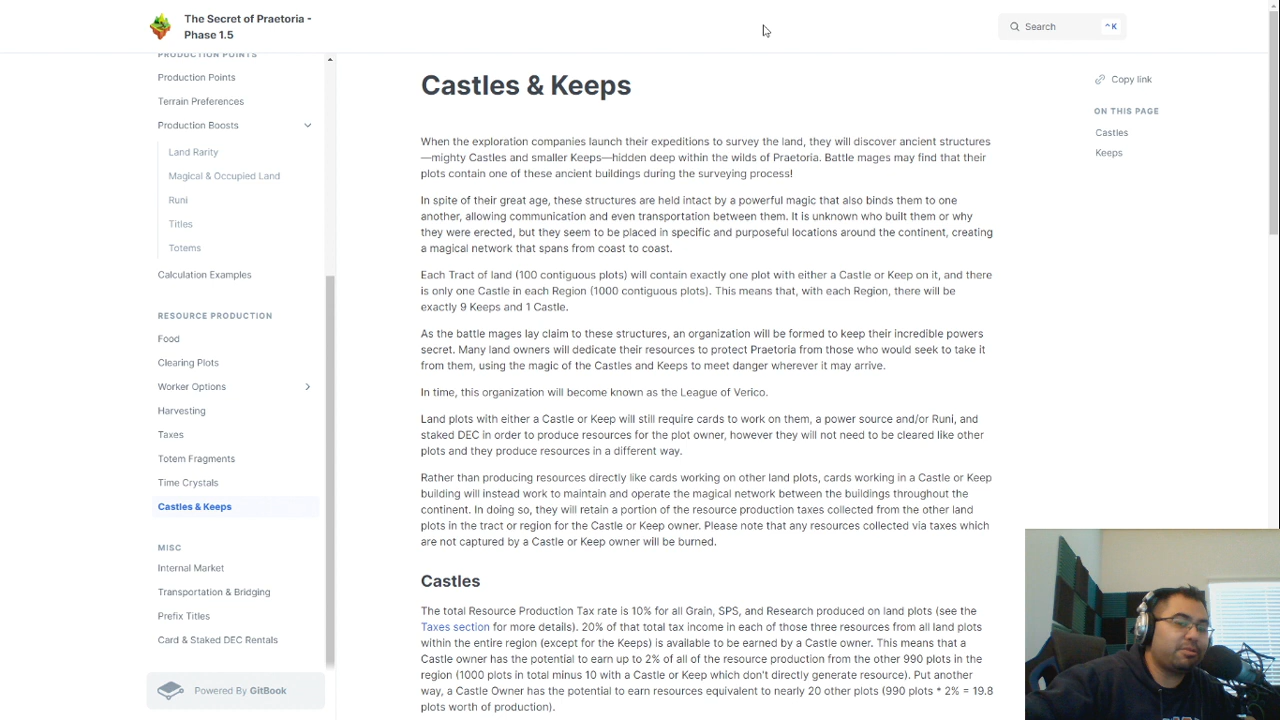 The Secret of Praetoria -
Phase 1.5
Search
^K
PRODUCTION POINTS
Production Points
Terrain Preferences
Production Boosts
Land Rarity
Magical & Occupied Land
Runi
Titles
Totems
Calculation Examples
RESOURCE PRODUCTION
Food
Clearing Plots
Worker Options
Harvesting
Taxes
Totem Fragments
Time Crystals
Castles & Keeps
MISC
Internal Market
Transportation & Bridging
Prefix Titles
Card & Staked DEC Rentals
Powered By GitBook
Castles & Keeps
When the exploration companies launch their expeditions to survey the land, they will discover ancient structures
—mighty Castles and smaller Keeps—hidden deep within the wilds of Praetoria. Battle mages may find that their
plots contain one of these ancient buildings during the surveying process!
In spite of their great age, these structures are held intact by a powerful magic that also binds them to one
another, allowing communication and even transportation between them. It is unknown who built them or why
they were erected, but they seem to be placed in specific and purposeful locations around the continent, creating
a magical network that spans from coast to coast.
Each Tract of land (100 contiguous plots) will contain exactly one plot with either a Castle or Keep on it, and there
is only one Castle in each Region (1000 contiguous plots). This means that, with each Region, there will be
exactly 9 Keeps and 1 Castle.
As the battle mages lay claim to these structures, an organization will be formed to keep their incredible powers
secret. Many land owners will dedicate their resources to protect Praetoria from those who would seek to take it
from them, using the magic of the Castles and Keeps to meet danger wherever it may arrive.
In time, this organization will become known as the League of Verico.
Land plots with either a Castle or Keep will still require cards to work on them, a power source and/or Runi, and
staked DEC in order to produce resources for the plot owner, however they will not need to be cleared like other
plots and they produce resources in a different way.
Rather than producing resources directly like cards working on other land plots, cards working in a Castle or Keep
building will instead work to maintain and operate the magical network between the buildings throughout the
continent. In doing so, they will retain a portion of the resource production taxes collected from the other land
plots in the tract or region for the Castle or Keep owner. Please note that any resources collected via taxes which
are not captured by a Castle or Keep owner will be burned.
Castles
The total Resource Production Tax rate is 10% for all Grain, SPS, and Research produced on land plots (see the
Taxes section for more details). 20% of that total tax income in each of those three resources from all land plots
within the entire region (except for the Keeps) is available to be earned by a Castle owner. This means that a
Castle owner has the potential to earn up to 2% of all of the resource production from the other 990 plots in the
region (1000 plots in total minus 10 with a Castle or Keep which don't directly generate resource). Put another
way, a Castle Owner has the potential to earn resources equivalent to nearly 20 other plots (990 plots * 2% = 19.8
plots worth of production).
Copy link
ON THIS PAGE
Castles
Keeps